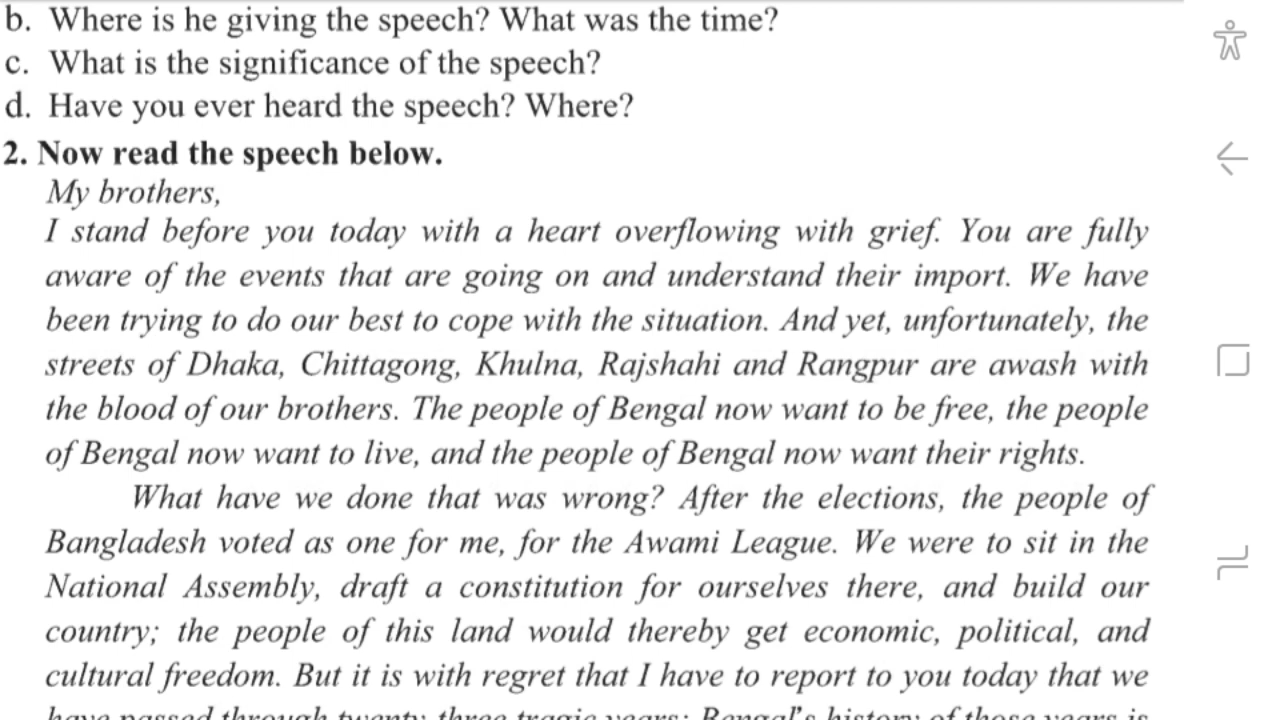 b. Where is he giving the speech? What was the time?
c. What is the significance of the speech?
d. Have you ever heard the speech? Where?
2. Now read the speech below.
My brothers,
I stand before you today with a heart overflowing with grief. You are fully
aware of the events that are going on and understand their import. We have
been trying to do our best to cope with the situation. And yet, unfortunately, the
streets of Dhaka, Chittagong, Khulna, Rajshahi and Rangpur are awash with
the blood of our brothers. The people of Bengal now want to be free, the people
of Bengal now want to live, and the people of Bengal now want their rights.
What have we done that was wrong? After the elections, the people of
Bangladesh voted as one for me, for the Awami League. We were to sit in the
National Assembly, draft a constitution for ourselves there, and build our
country; the people of this land would thereby get economic, political, and
cultural freedom. But it is with regret that I have to report to you today that we
have passed through twenty three tragic years; Bengal's history of those years is